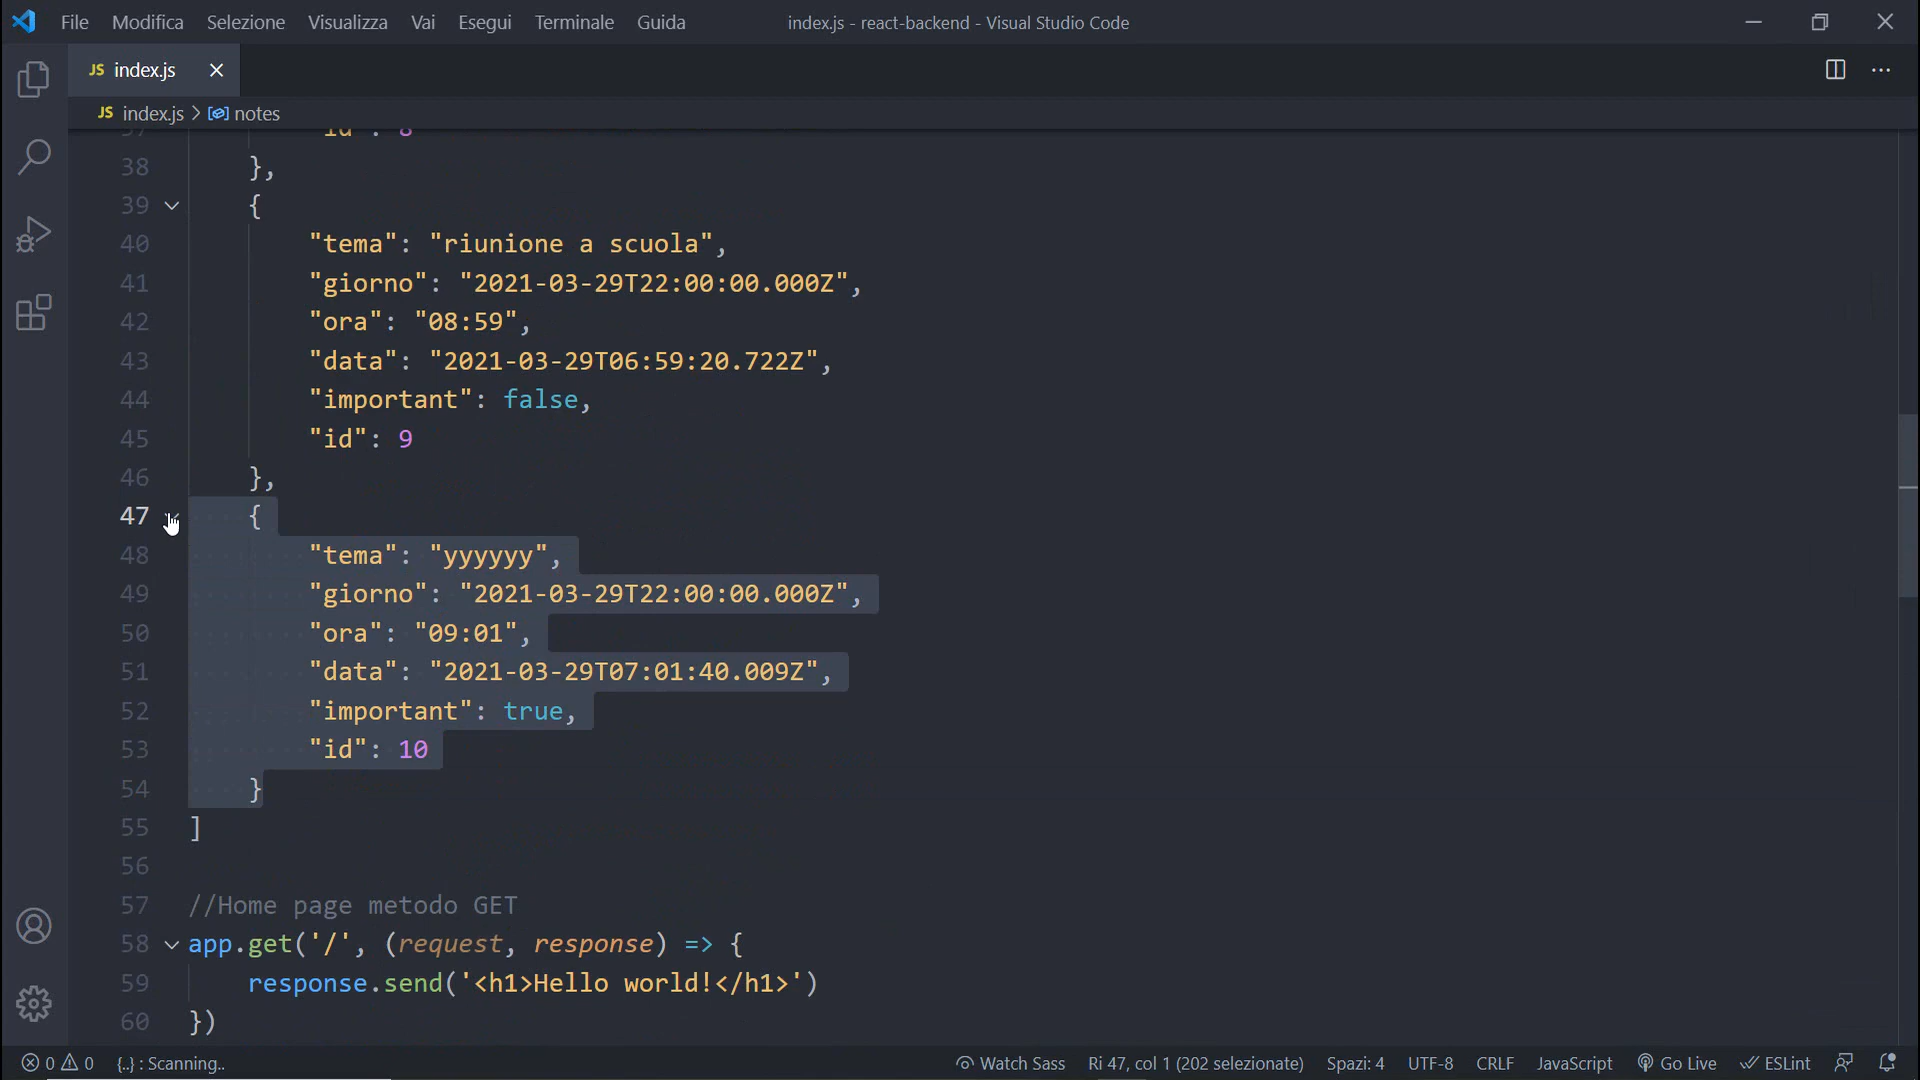 File Modifica Selezione Visualizza Vai Esegui Terminale Guida index.js - react-backend - Visual Studio Code
JS index.js
JS index.js > notes
37 "id": 8
38 },
39 {
40 "tema": "riunione a scuola",
41 "giorno": "2021-03-29T22:00:00.000Z",
42 "ora": "08:59",
43 "data": "2021-03-29T06:59:20.722Z",
44 "important": false,
45 "id": 9
46 },
47 {
48 "tema": "yyyyyy",
49 "giorno": "2021-03-29T22:00:00.000Z",
50 "ora": "09:01",
51 "data": "2021-03-29T07:01:40.009Z",
52 "important": true,
53 "id": 10
54 }
55 ]
56
57 //Home page metodo GET
58 app.get('/', (request, response) => {
59 response.send('<h1>Hello world!</h1>')
60 })
0 0 {..} : Scanning.. Watch Sass Ri 47, col 1 (202 selezionate) Spazi: 4 UTF-8 CRLF JavaScript Go Live ESLint